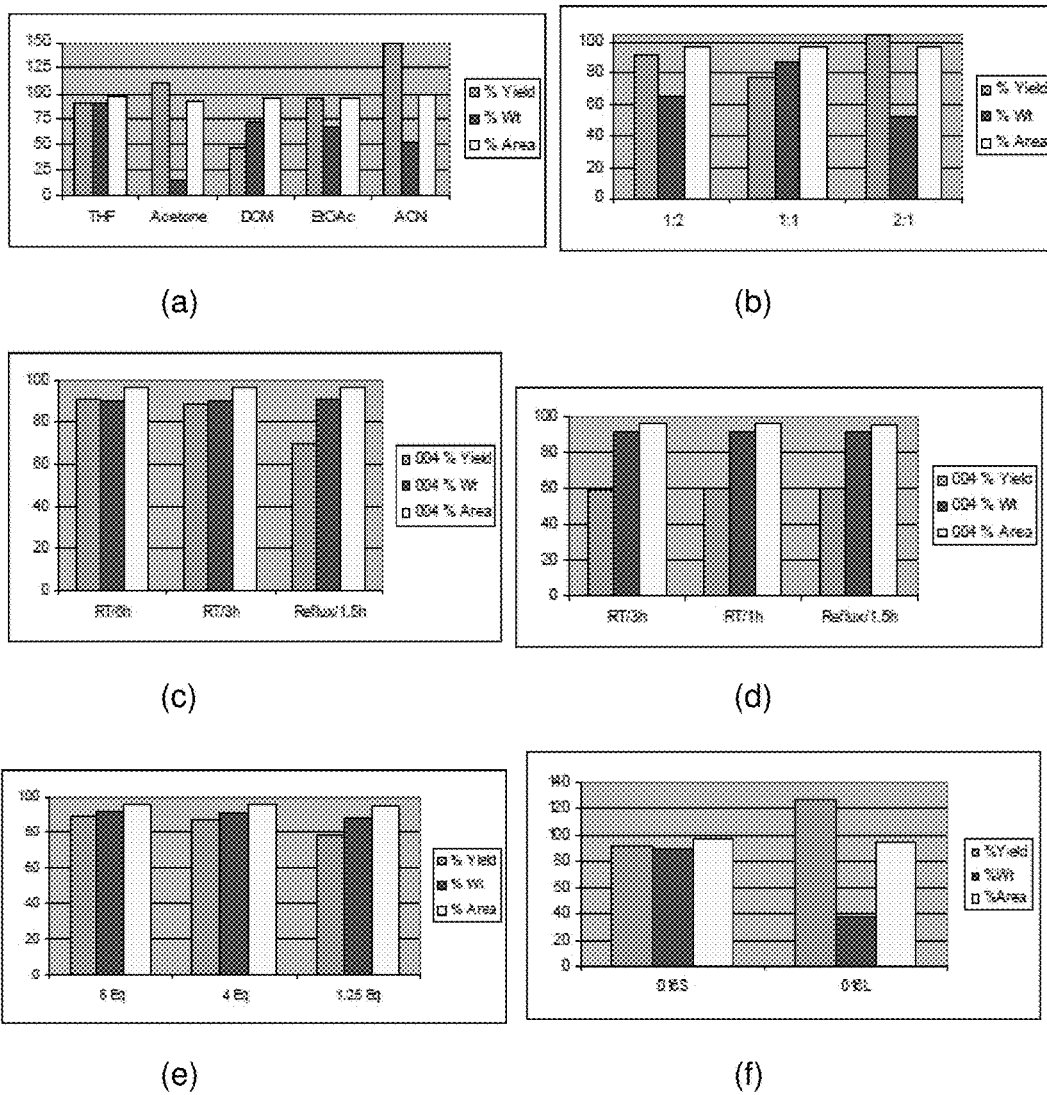 150
125
100
75
50
25
0
THF Acetone DCM EtOAc ACN
% Yield
% Wt
% Area
(a)
100
80
60
40
20
0
1:2 1:1 2:1
% Yield
% Wt
% Area
(b)
100
80
60
40
20
0
RT/3h Reflux/1.5h
004 % Yield
004 % Wt
004 % Area
(c)
100
80
60
40
20
0
RT/3h RT/1h Reflux/1.5h
004 % Yield
004 % Wt
004 % Area
(d)
100
80
60
40
20
0
4 Eq 1.25 Eq
% Yield
% Wt
% Area
(e)
140
120
100
80
60
40
20
0
016S 016L
%Yield
%Wt
%Area
(f)